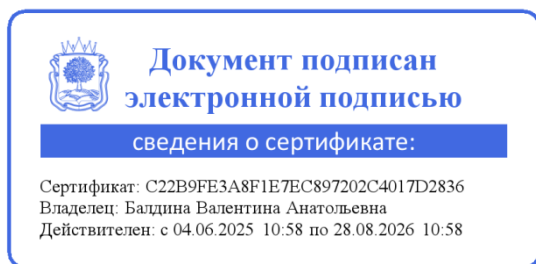 Документ подписан
электронной подписью
сведения о сертификате:
Сертификат: C22B9FE3A8F1E7EC897202C4017D2836
Владелец: Балдина Валентина Анатольевна
Действителен: с 04.06.2025 10:58 по 28.08.2026 10:58